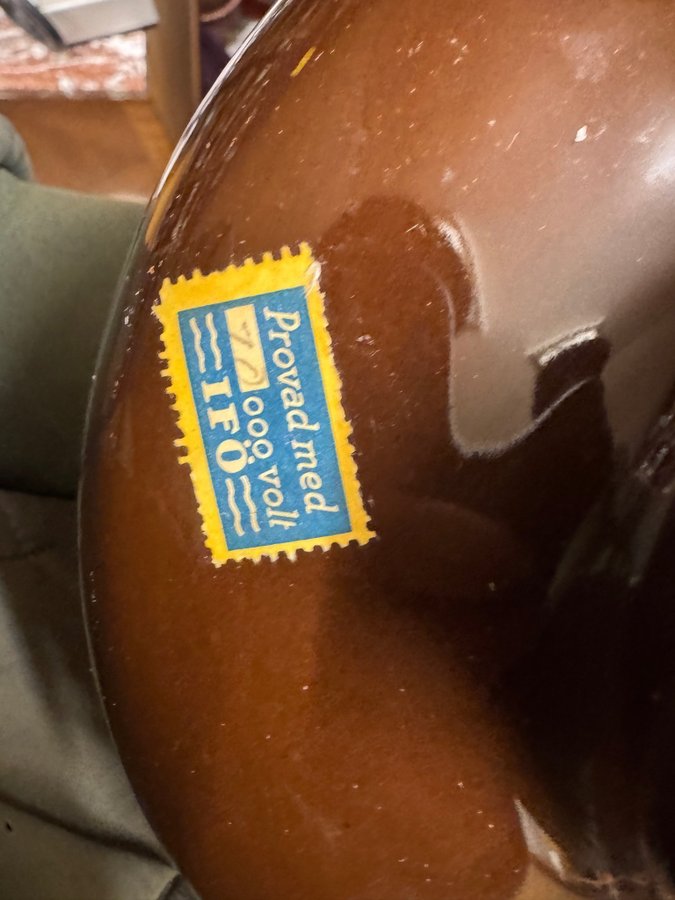 Provad med
000 volt
IFÖ